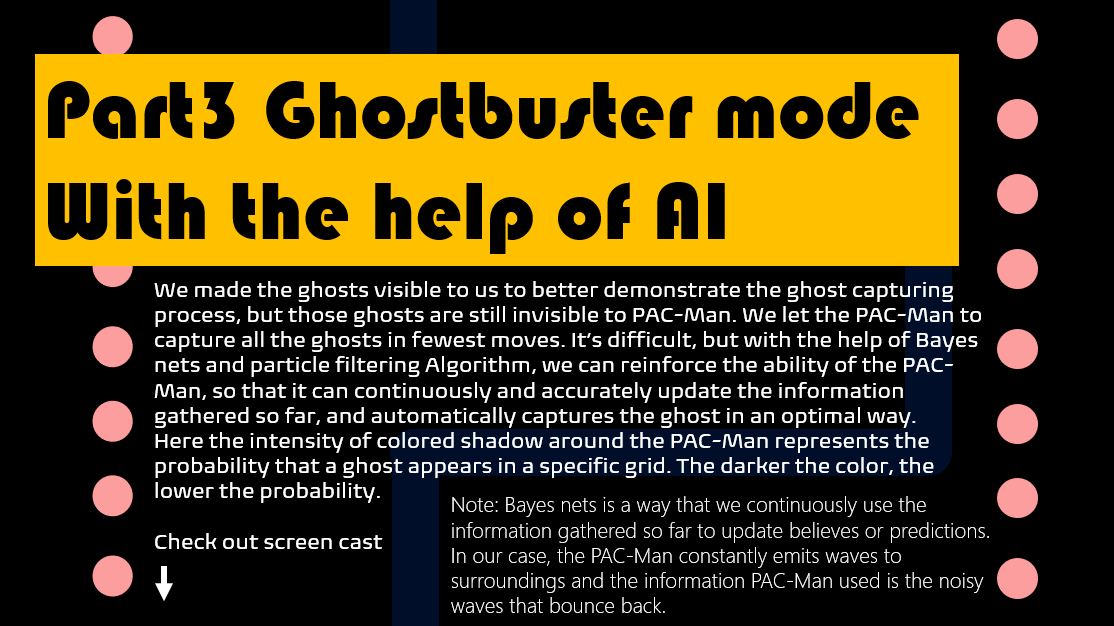 Part3 Ghostbuster mode
With the help of AI
We made the ghosts visible to us to better demonstrate the ghost capturing
process, but those ghosts are still invisible to PAC-Man. We let the PAC-Man to
capture all the ghosts in fewest moves. It's difficult, but with the help of Bayes
nets and particle filtering Algorithm, we can reinforce the ability of the PAC-
Man, so that it can continuously and accurately update the information
gathered so far, and automatically captures the ghost in an optimal way.
Here the intensity of colored shadow around the PAC-Man represents the
probability that a ghost appears in a specific grid. The darker the color, the
lower the probability.
Check out screen cast
Note: Bayes nets is a way that we continuously use the
information gathered so far to update believes or predictions.
In our case, the PAC-Man constantly emits waves to
surroundings and the information PAC-Man used is the noisy
waves that bounce back.